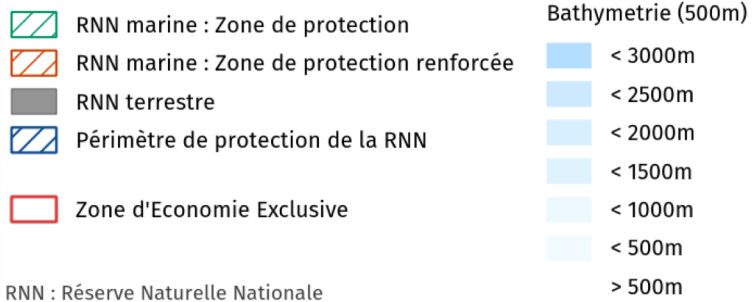 RNN marine : Zone de protection
RNN marine : Zone de protection renforcée
RNN terrestre
Périmètre de protection de la RNN
Zone d'Economie Exclusive
RNN : Réserve Naturelle Nationale
Bathymetrie (500m)
< 3000m
< 2500m
< 2000m
< 1500m
< 1000m
< 500m
> 500m